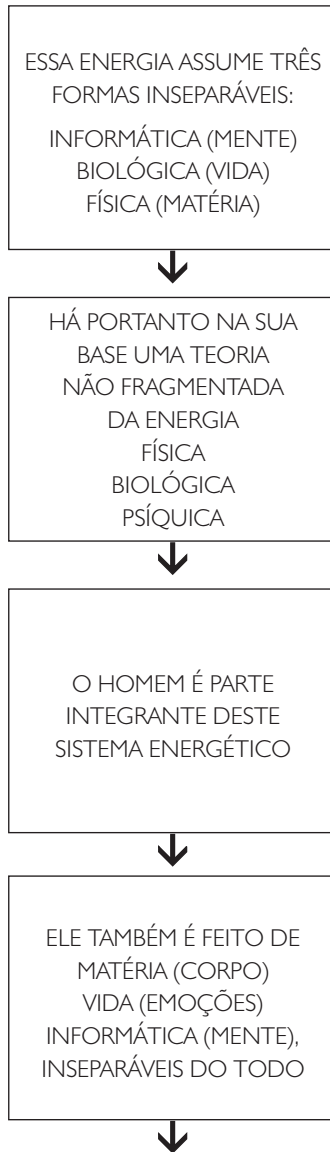 ESSA ENERGIA ASSUME TRÊS
FORMAS INSEPARÁVEIS:
INFORMÁTICA (MENTE)
BIOLÓGICA (VIDA)
FÍSICA (MATÉRIA)
HÁ PORTANTO NA SUA
BASE UMA TEORIA
NÃO FRAGMENTADA
DA ENERGIA
FÍSICA
BIOLÓGICA
PSÍQUICA
O HOMEM É PARTE
INTEGRANTE DESTE
SISTEMA ENERGÉTICO
ELE TAMBÉM É FEITO DE
MATÉRIA (CORPO)
VIDA (EMOÇÕES)
INFORMÁTICA (MENTE),
INSEPARÁVEIS DO TODO